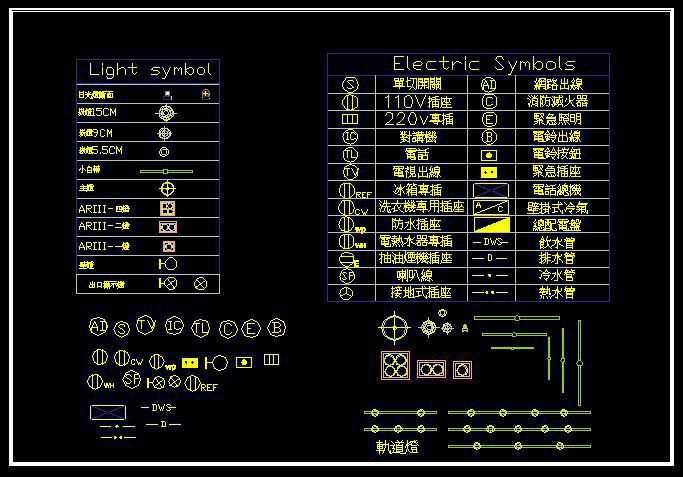 Light symbol
日光燈斷面
崁燈15CM
崁燈9CM
崁燈5.5CM
小白棒
主燈
ARIII-四燈
ARIII-二燈
ARIII-一燈
壁燈
出口指示燈
Electric Symbols
S 單切開關 AI 網路出線
110V插座 C 消防滅火器
220v專插 E 緊急照明
IC 對講機 B 電鈴出線
TL 電話 電鈴按鈕
TV 電視出線 緊急插座
REF 冰箱專插 電話總機
CW 洗衣機專用插座 A/C 壁掛式冷氣
wp 防水插座 總配電盤
WH 電熱水器專插 DWS 飲水管
E 抽油煙機插座 D 排水管
SP 喇叭線 冷水管
接地式插座 熱水管
AI S TV IC TL C E B
CW wp
WH SP REF
DWS
D
A
軌道燈